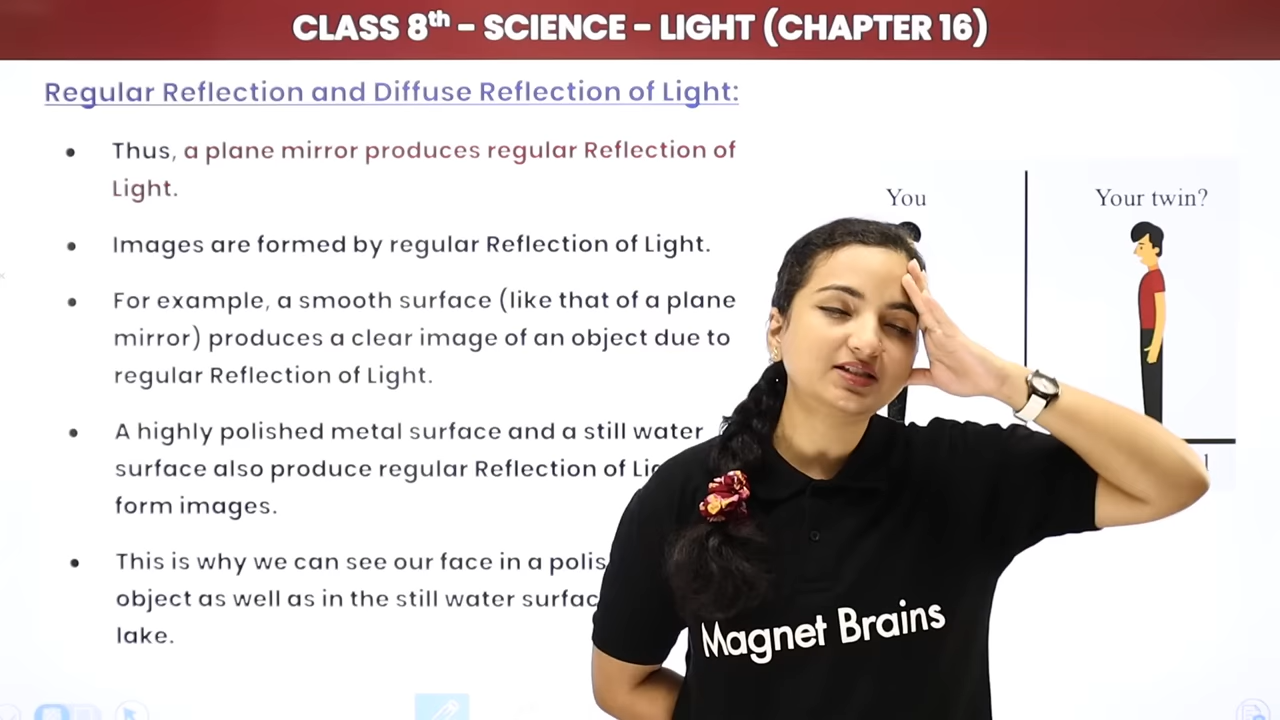 CLASS 8th - SCIENCE - LIGHT (CHAPTER 16)
Regular Reflection and Diffuse Reflection of Light:
• Thus, a plane mirror produces regular Reflection of
Light.
• Images are formed by regular Reflection of Light.
• For example, a smooth surface (like that of a plane
mirror) produces a clear image of an object due to
regular Reflection of Light.
• A highly polished metal surface and a still water
surface also produce regular Reflection of
form images.
• This is why we can see our face in a
object as well as in the still water
lake.
You
Your twin?
Magnet Brains